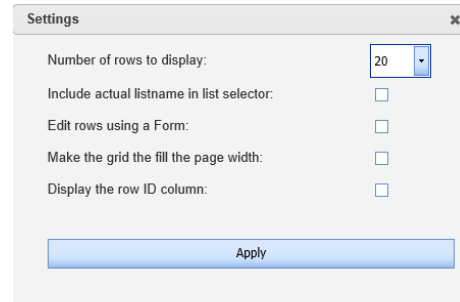 Settings
Number of rows to display: 20
Include actual listname in list selector:
Edit rows using a Form:
Make the grid the fill the page width:
Display the row ID column:
Apply